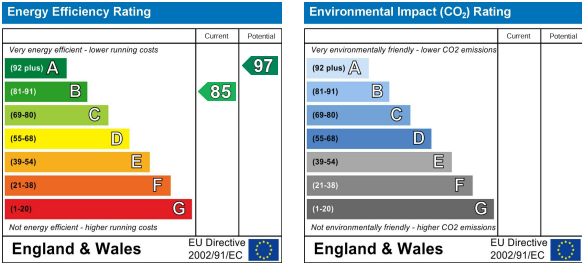 Energy Efficiency Rating
Current
Potential
Very energy efficient - lower running costs
(92 plus) A
(81-91) B
(69-80) C
(55-68) D
(39-54) E
(21-38) F
(1-20) G
85
97
Not energy efficient - higher running costs
England & Wales
EU Directive
2002/91/EC
Environmental Impact (CO₂) Rating
Current
Potential
Very environmentally friendly - lower CO2 emissions
(92 plus) A
(81-91) B
(69-80) C
(55-68) D
(39-54) E
(21-38) F
(1-20) G
Not environmentally friendly - higher CO2 emissions
England & Wales
EU Directive
2002/91/EC